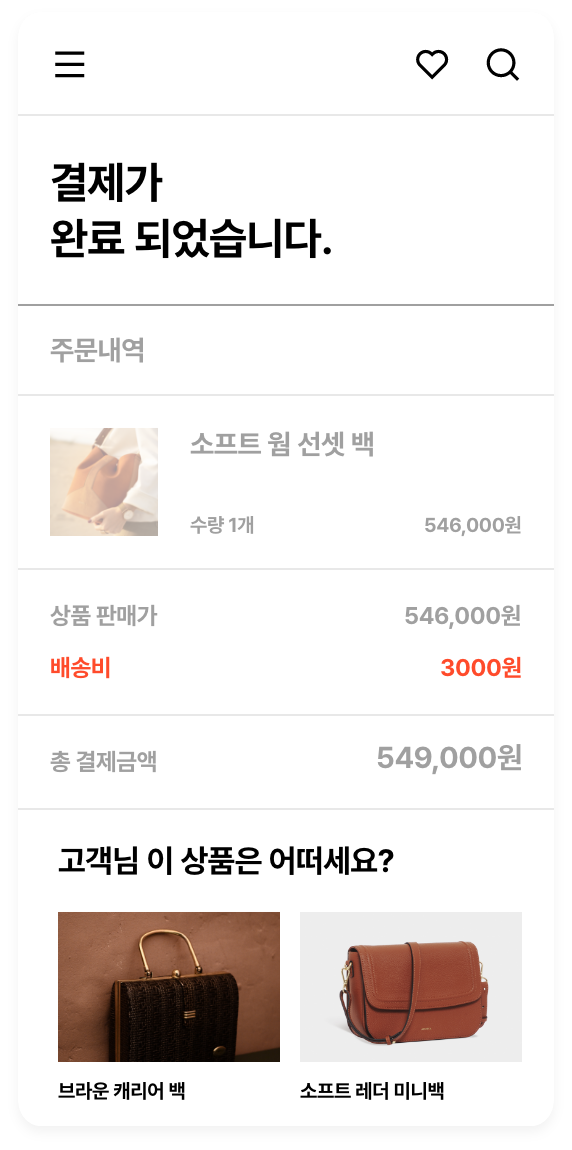 결제가
완료 되었습니다.
주문내역
소프트 웜 선셋 백
수량 1개 546,000원
상품 판매가 546,000원
배송비 3000원
총 결제금액 549,000원
고객님 이 상품은 어떠세요?
브라운 캐리어 백 소프트 레더 미니백